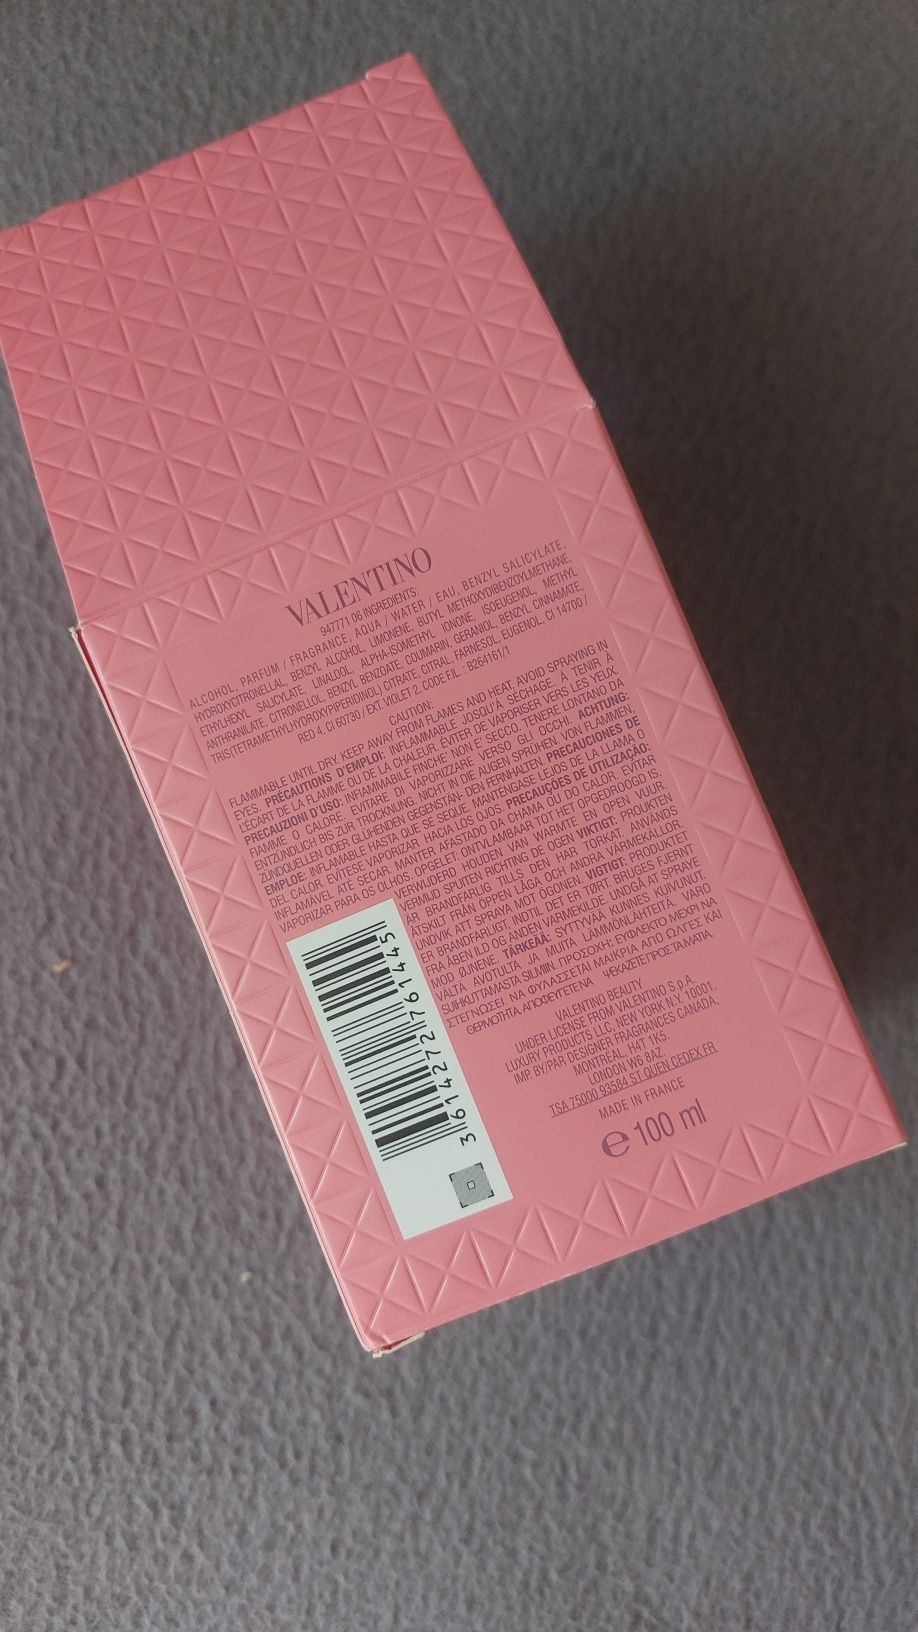 VALENTINO
947771 06 INGREDIENTS:
ALCOHOL, PARFUM / FRAGRANCE, AQUA / WATER / EAU, BENZYL SALICYLATE,
HYDROXYCITRONELLAL, BENZYL ALCOHOL, LIMONENE, BUTYL METHOXYDIBENZOYLMETHANE,
ETHYLHEXYL SALICYLATE, LINALOOL, ALPHA-ISOMETHYL IONONE, ISOEUGENOL, METHYL
ANTHRANILATE, CITRONELLOL, BENZYL BENZOATE, COUMARIN, GERANIOL, BENZYL CINNAMATE,
TRIS(TETRAMETHYLHYDROXYPIPERIDINOL) CITRATE, CITRAL, FARNESOL, EUGENOL, CI 14700 /
RED 4, CI 60730 / EXT. VIOLET 2. CODE FIL.: B264161/1
CAUTION:
FLAMMABLE UNTIL DRY. KEEP AWAY FROM FLAMES AND HEAT. AVOID SPRAYING IN
EYES. PRÉCAUTIONS D'EMPLOI: INFLAMMABLE JUSQU'À SÉCHAGE. À TENIR À
L'ÉCART DE LA FLAMME OU DE LA CHALEUR. ÉVITER DE VAPORISER VERS LES YEUX.
PRECAUZIONI D'USO: INFIAMMABILE FINCHE' NON E' SECCO. TENERE LONTANO DA
FIAMME O CALORE. EVITARE DI VAPORIZZARE VERSO GLI OCCHI. ACHTUNG:
ENTZÜNDLICH BIS ZUR TROCKNUNG. NICHT IN DIE AUGEN SPRÜHEN. VON FLAMMEN,
ZÜNDQUELLEN ODER GLÜHENDEN GEGENSTÄN- DEN FERNHALTEN. PRECAUCIONES DE
EMPLEO: INFLAMABLE HASTA QUE SE SEQUE. MANTÉNGASE LEJOS DE LA LLAMA O
DEL CALOR. EVÍTESE VAPORIZAR HACIA LOS OJOS. PRECAUÇÕES DE UTILIZAÇÃO:
INFLAMÁVEL ATÉ SECAR. MANTER AFASTADO DA CHAMA OU DO CALOR. EVITAR
VAPORIZAR PARA OS OLHOS. OPGELET: ONTVLAMBAAR TOT HET OPGEDROOGD IS.
VERWIJDERD HOUDEN VAN WARMTE EN OPEN VUUR.
NIET SPUITEN RICHTING DE OGEN VIKTIGT: PRODUKTEN
ÄR BRANDFARLIG TILLS DEN HAR TORKAT. ANVÄNDS
ÅTSKILT FRÅN ÖPPEN LÅGA OCH ANDRA VÄRMEKÄLLOR.
UNDVIK ATT SPRAYA MOT ÖGONEN. VIGTIGT: PRODUKTET
ER BRANDFARLIGT, INDTIL DET ER TØRT. BRUGES FJERNT
FRA ÅBEN ILD OG ANDEN VARMEKILDE. UNDGÅ AT SPRAYE
MOD ØJNENE. TÄRKEÄÄ: SYTTYVÄÄ, KUNNES KUIVUNUT.
VÄLTÄ AVOTULTA JA MUITA LÄMMÖNLÄHTEITÄ. VARO
SUIHKUTTAMASTA SILMIIN. ΠΡΟΣΟΧΗ: ΕΥΦΛΕΚΤΟ ΜΕΧΡΙ ΝΑ
ΣΤΕΓΝΩΣΕΙ. ΝΑ ΦΥΛΑΣΣΕΤΑΙ ΜΑΚΡΙΑ ΑΠΟ ΦΛΟΓΕΣ ΚΑΙ
ΘΕΡΜΟΤΗΤΑ
3 614272 761445
VALENTINO BEAUTY
UNDER LICENSE FROM VALENTINO S.p.A.
LUXURY PRODUCTS LLC, NEW YORK N.Y. 10001.
IMP. BY/PAR DESIGNER FRAGRANCES CANADA,
MONTREAL, H4T 1K5.
LONDON W6 8AZ.
TSA 75000 93584 ST OUEN CEDEX FR
MADE IN FRANCE
℮ 100 ml